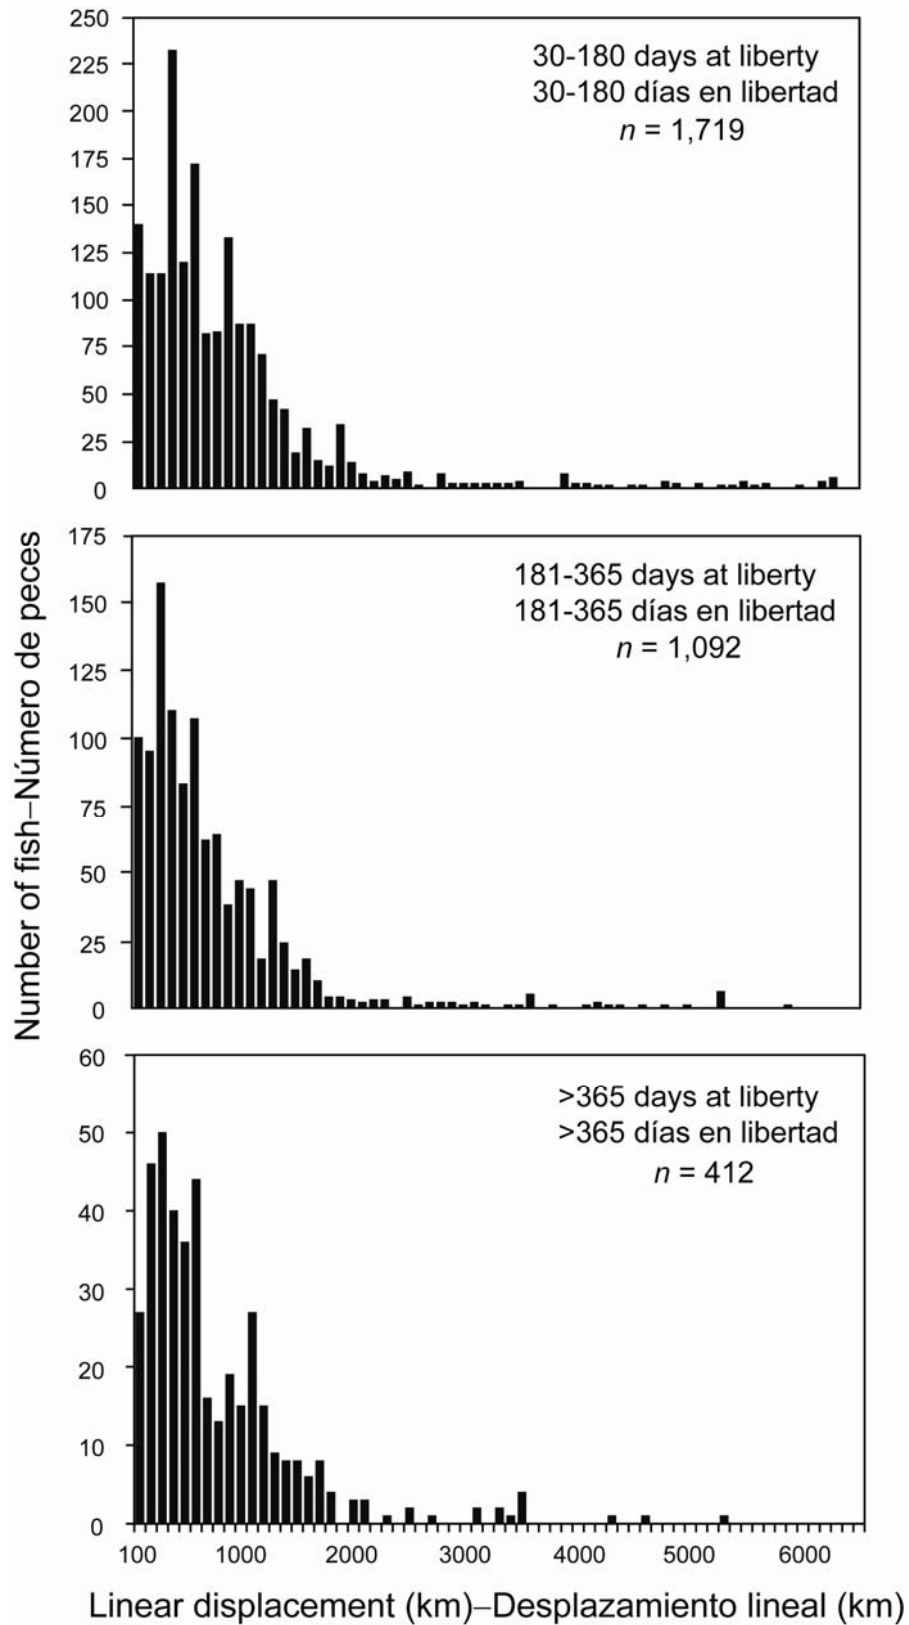 250
225
200
175
150
125
100
75
50
25
0
30-180 days at liberty
30-180 días en libertad
n = 1,719
175
150
125
100
75
50
25
0
181-365 days at liberty
181-365 días en libertad
n = 1,092
Number of fish–Número de peces
60
50
40
30
20
10
0
>365 days at liberty
>365 días en libertad
n = 412
100 1000 2000 3000 4000 5000 6000
Linear displacement (km)–Desplazamiento lineal (km)